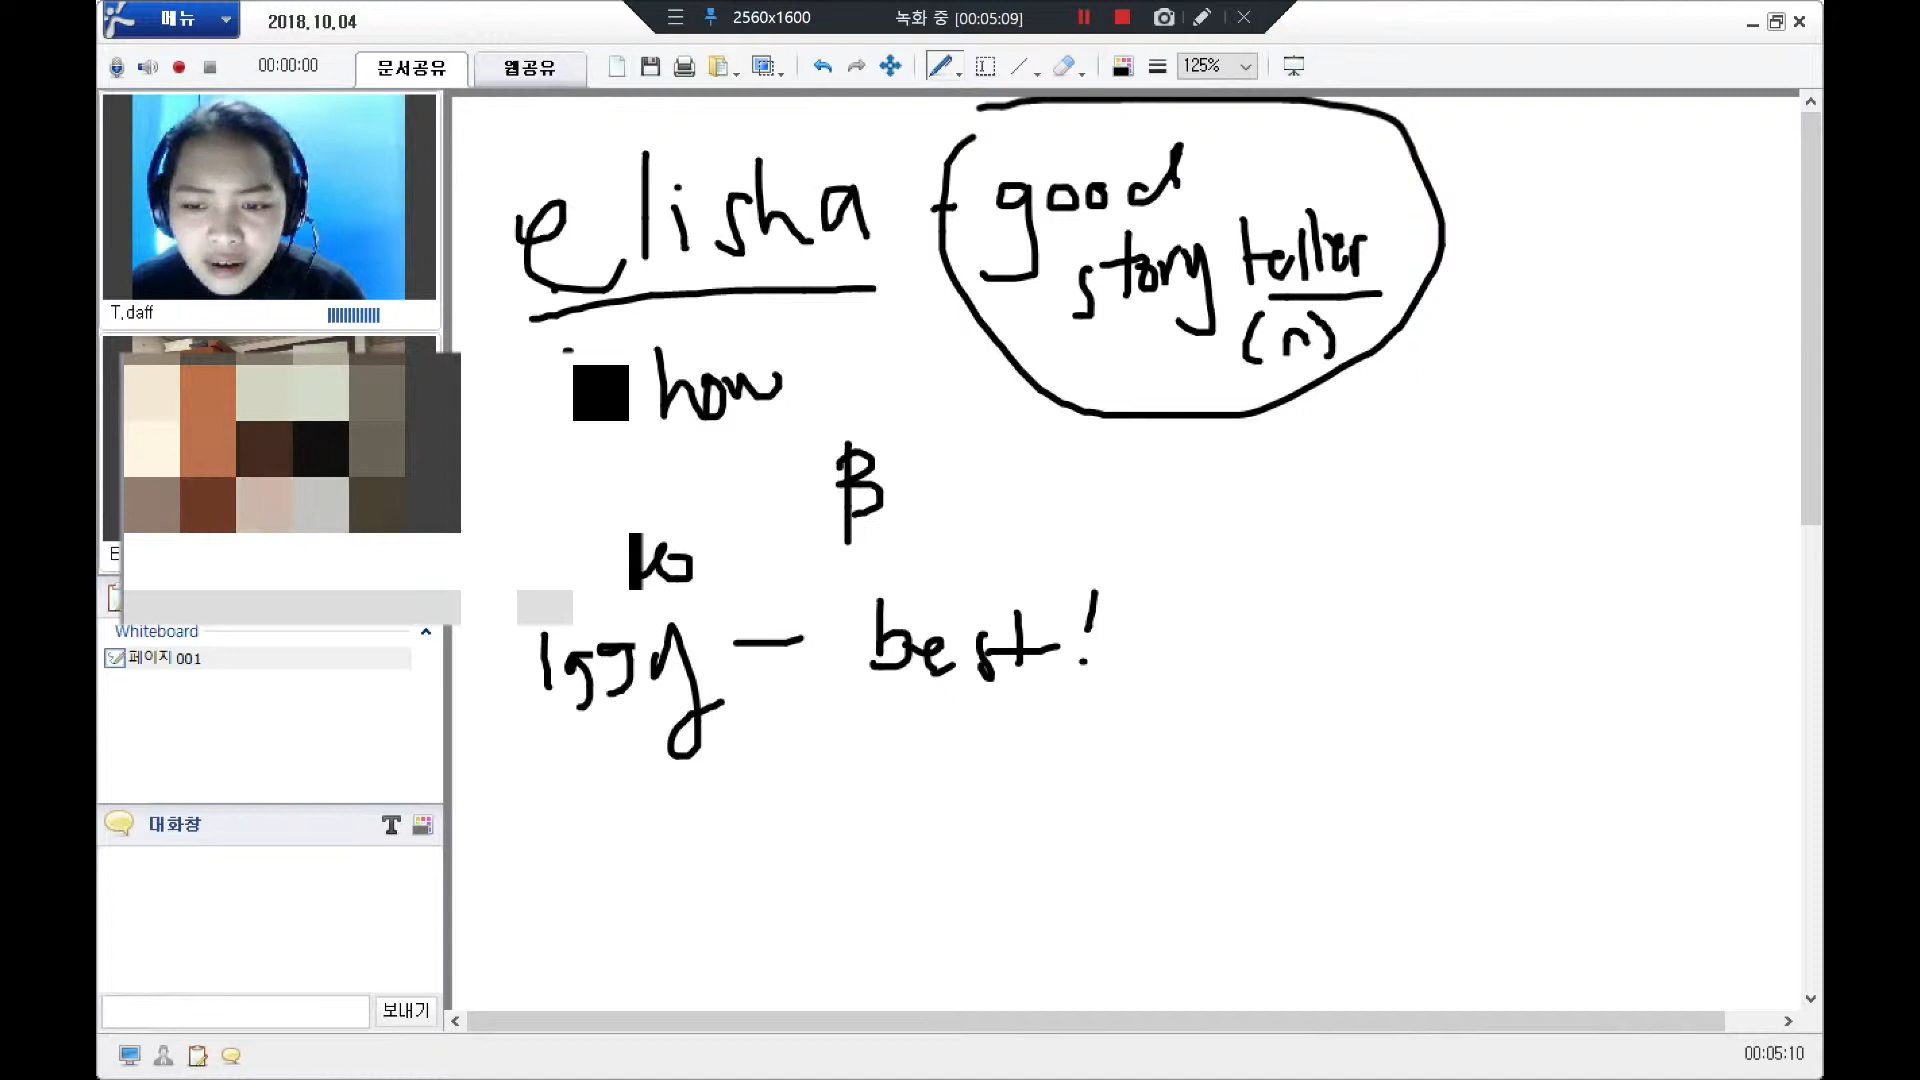 메뉴
2018.10.04
2560x1600
녹화 중 [00:05:09]
00:00:00
문서공유
웹공유
125%
T.daff
E
Whiteboard
페이지 001
대화창
보내기
elisha - good
story teller
(n)
how
B
iggy - best!
00:05:10